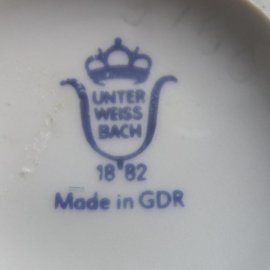 UNTER
WEISS
BACH
18 82
Made in GDR